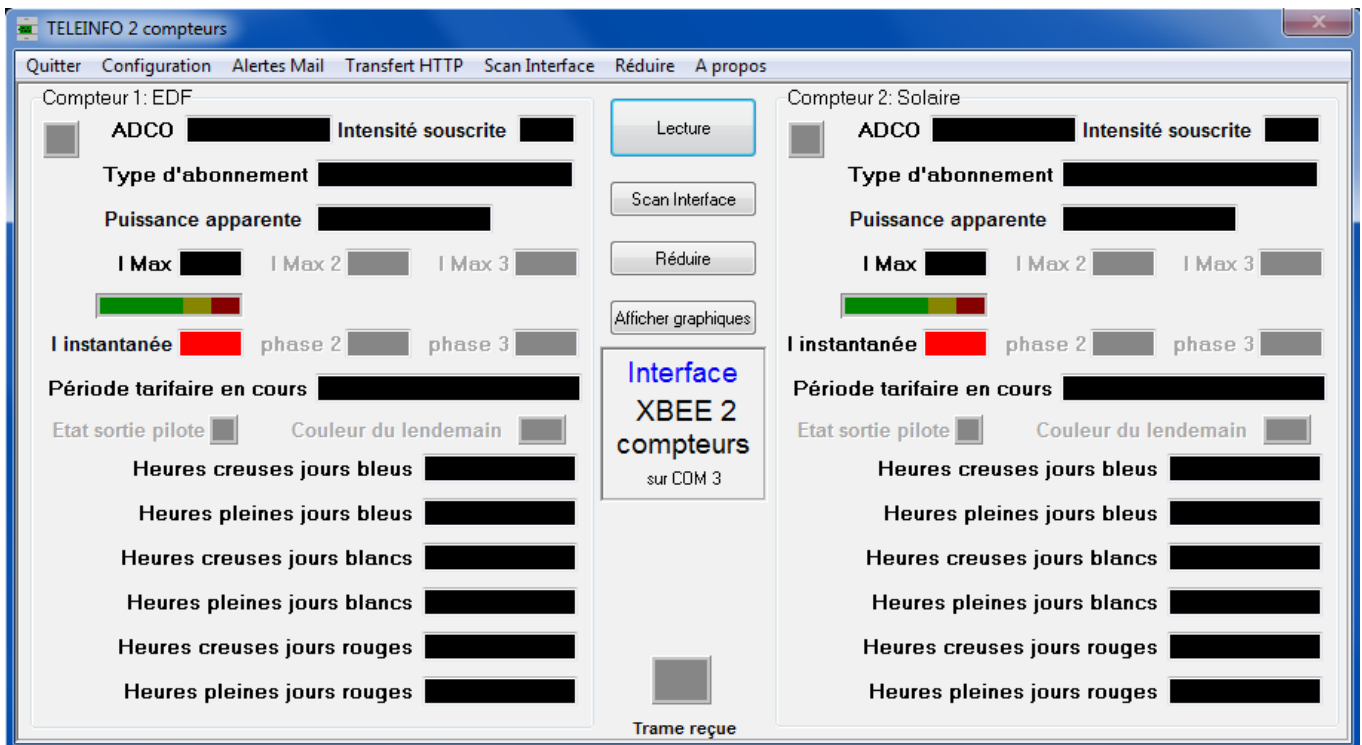 TELEINFO 2 compteurs
x
Quitter Configuration Alertes Mail Transfert HTTP Scan Interface Réduire A propos
Compteur 1: EDF
ADCO Intensité souscrite
Type d'abonnement
Puissance apparente
I Max I Max 2 I Max 3
I instantanée phase 2 phase 3
Période tarifaire en cours
Etat sortie pilote Couleur du lendemain
Heures creuses jours bleus
Heures pleines jours bleus
Heures creuses jours blancs
Heures pleines jours blancs
Heures creuses jours rouges
Heures pleines jours rouges
Lecture
Scan Interface
Réduire
Afficher graphiques
Interface
XBEE 2
compteurs
sur COM 3
Trame reçue
Compteur 2: Solaire
ADCO Intensité souscrite
Type d'abonnement
Puissance apparente
I Max I Max 2 I Max 3
I instantanée phase 2 phase 3
Période tarifaire en cours
Etat sortie pilote Couleur du lendemain
Heures creuses jours bleus
Heures pleines jours bleus
Heures creuses jours blancs
Heures pleines jours blancs
Heures creuses jours rouges
Heures pleines jours rouges